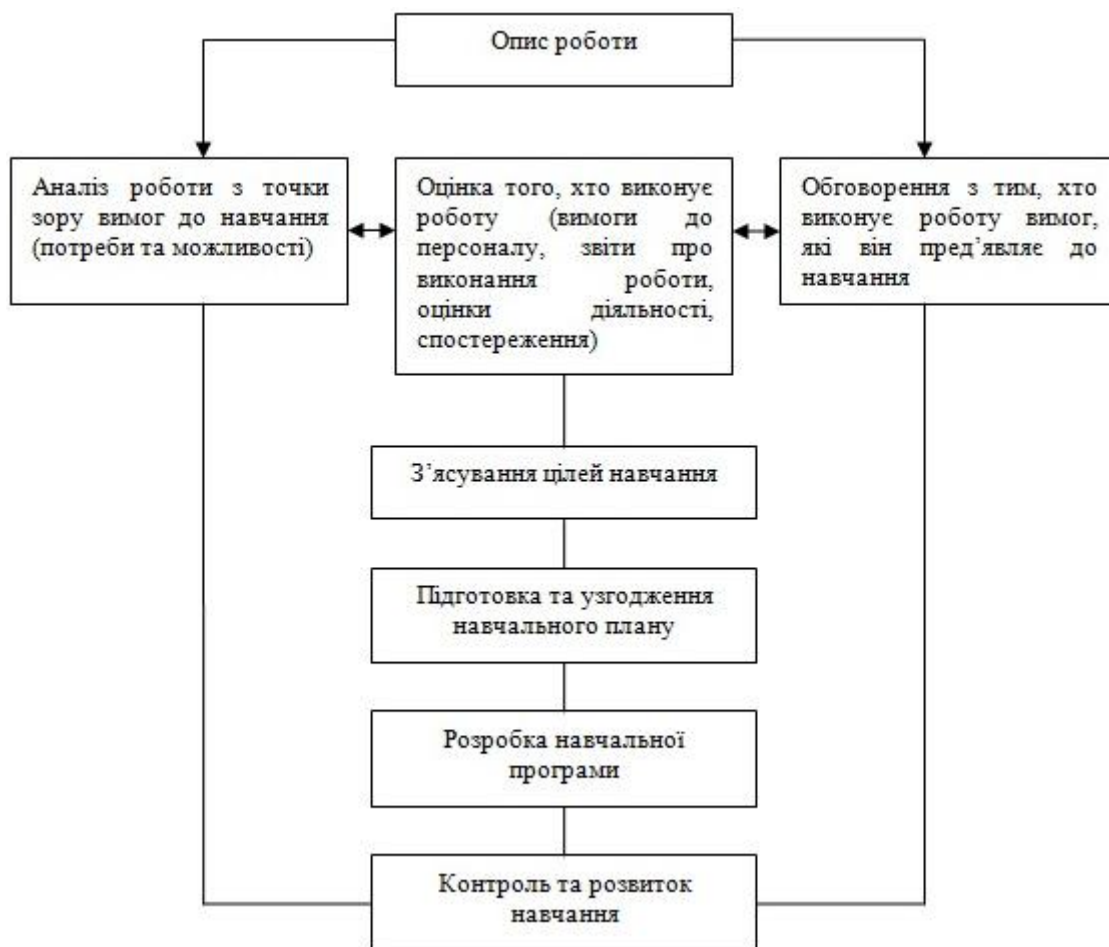 Опис роботи
Аналіз роботи з точки
зору вимог до навчання
(потреби та можливості)
Оцінка того, хто виконує
роботу (вимоги до
персоналу, звіти про
виконання роботи,
оцінки діяльності,
спостереження)
Обговорення з тим, хто
виконує роботу вимог,
які він пред’являє до
навчання
З’ясування цілей навчання
Підготовка та узгодження
навчального плану
Розробка навчальної
програми
Контроль та розвиток
навчання